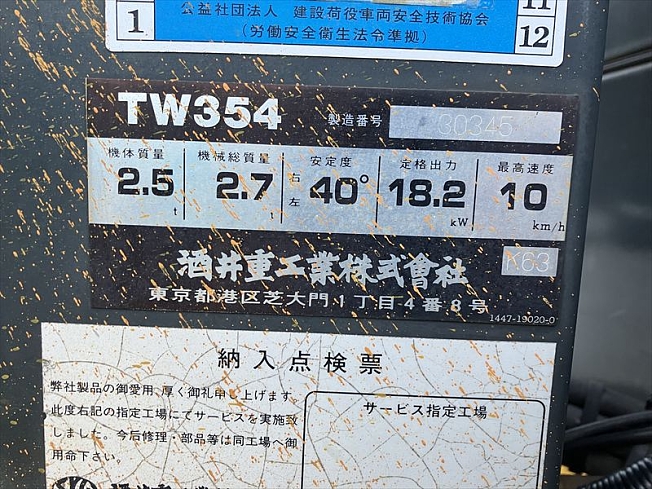 11
1
公益社団法人 建設荷役車両安全技術協会
(労働安全衛生法令準拠)
12
TW354 製造番号 30345
機体質量 機械総質量 安定度 定格出力 最高速度
2.5 t 2.7 t 右 左 40° 18.2 kW 10 km/h
酒井重工業株式會社 K63
東京都港区芝大門1丁目4番8号
1447-19020-0
納入点検票
弊社製品の御愛用、厚く御礼申し上げます。
此度右記の指定工場にてサービスを実施致
しました。今后修理・部品等は同工場へ御
用命下さい。
サービス指定工場